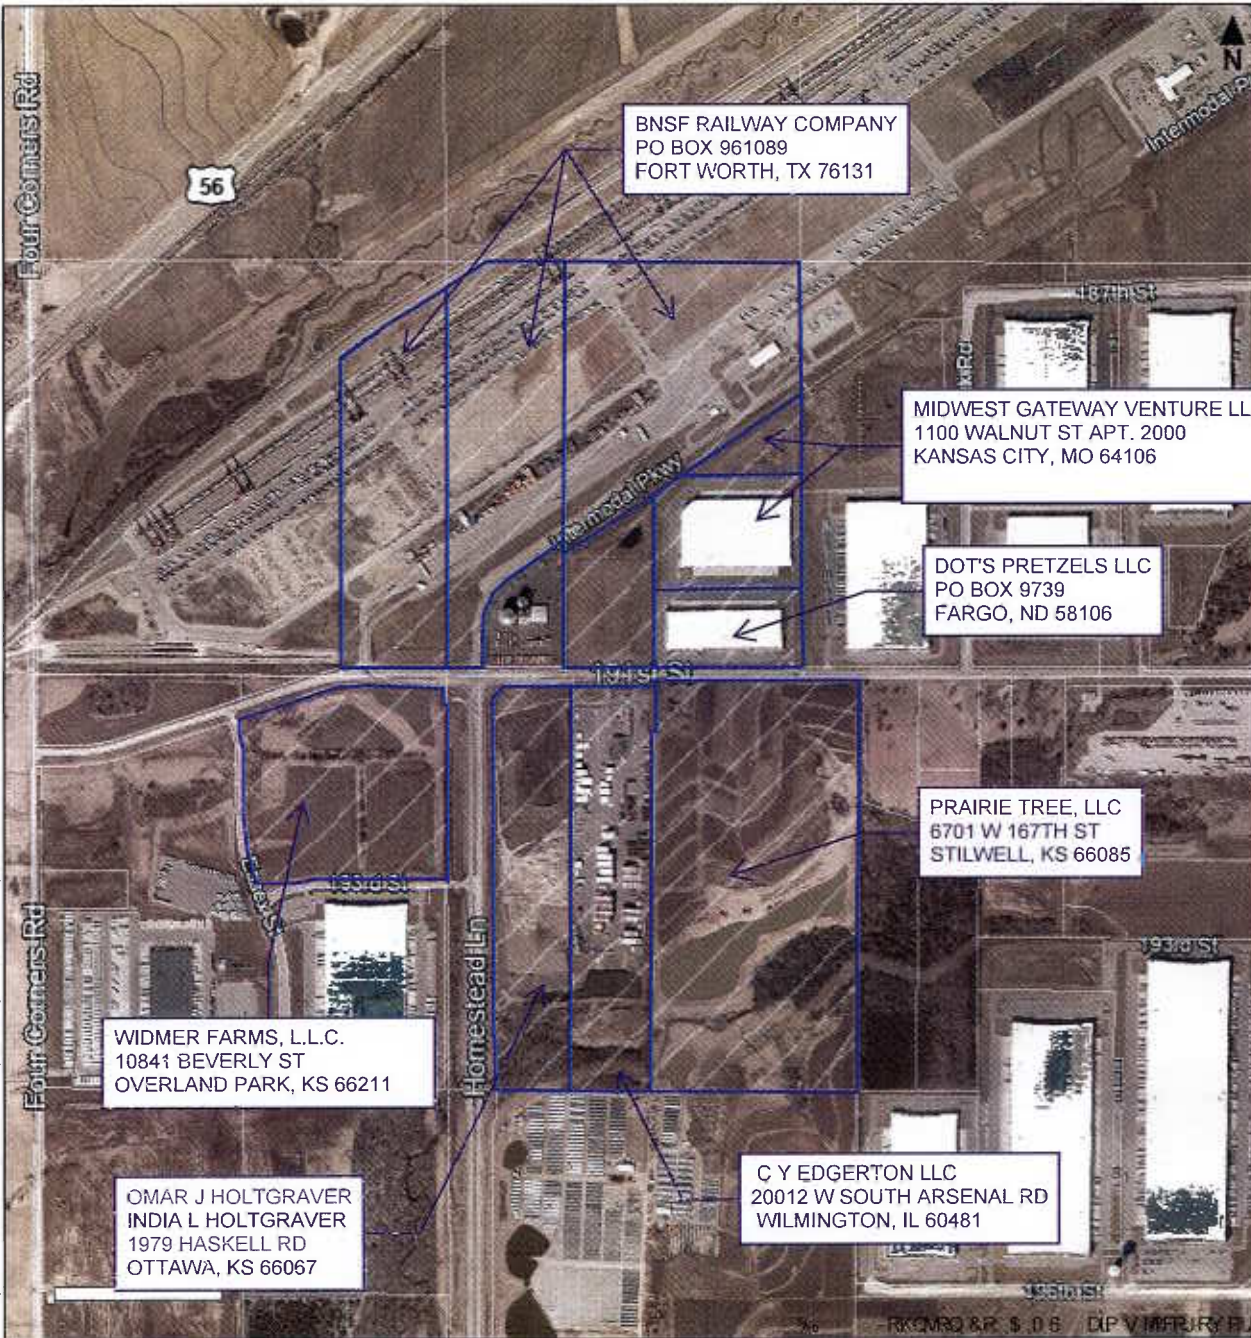 N
Four Corners Rd
56
BNSF RAILWAY COMPANY
PO BOX 961089
FORT WORTH, TX 76131
187th St
MIDWEST GATEWAY VENTURE LL
1100 WALNUT ST APT. 2000
KANSAS CITY, MO 64106
Intermodal Pkwy
DOT'S PRETZELS LLC
PO BOX 9739
FARGO, ND 58106
191st St
PRAIRIE TREE, LLC
6701 W 167TH ST
STILWELL, KS 66085
193rd St
Four Corners Rd
Homestead Ln
193rd St
WIDMER FARMS, L.L.C.
10841 BEVERLY ST
OVERLAND PARK, KS 66211
OMAR J HOLTGRAVER
INDIA L HOLTGRAVER
1979 HASKELL RD
OTTAWA, KS 66067
C Y EDGERTON LLC
20012 W SOUTH ARSENAL RD
WILMINGTON, IL 60481
196th St